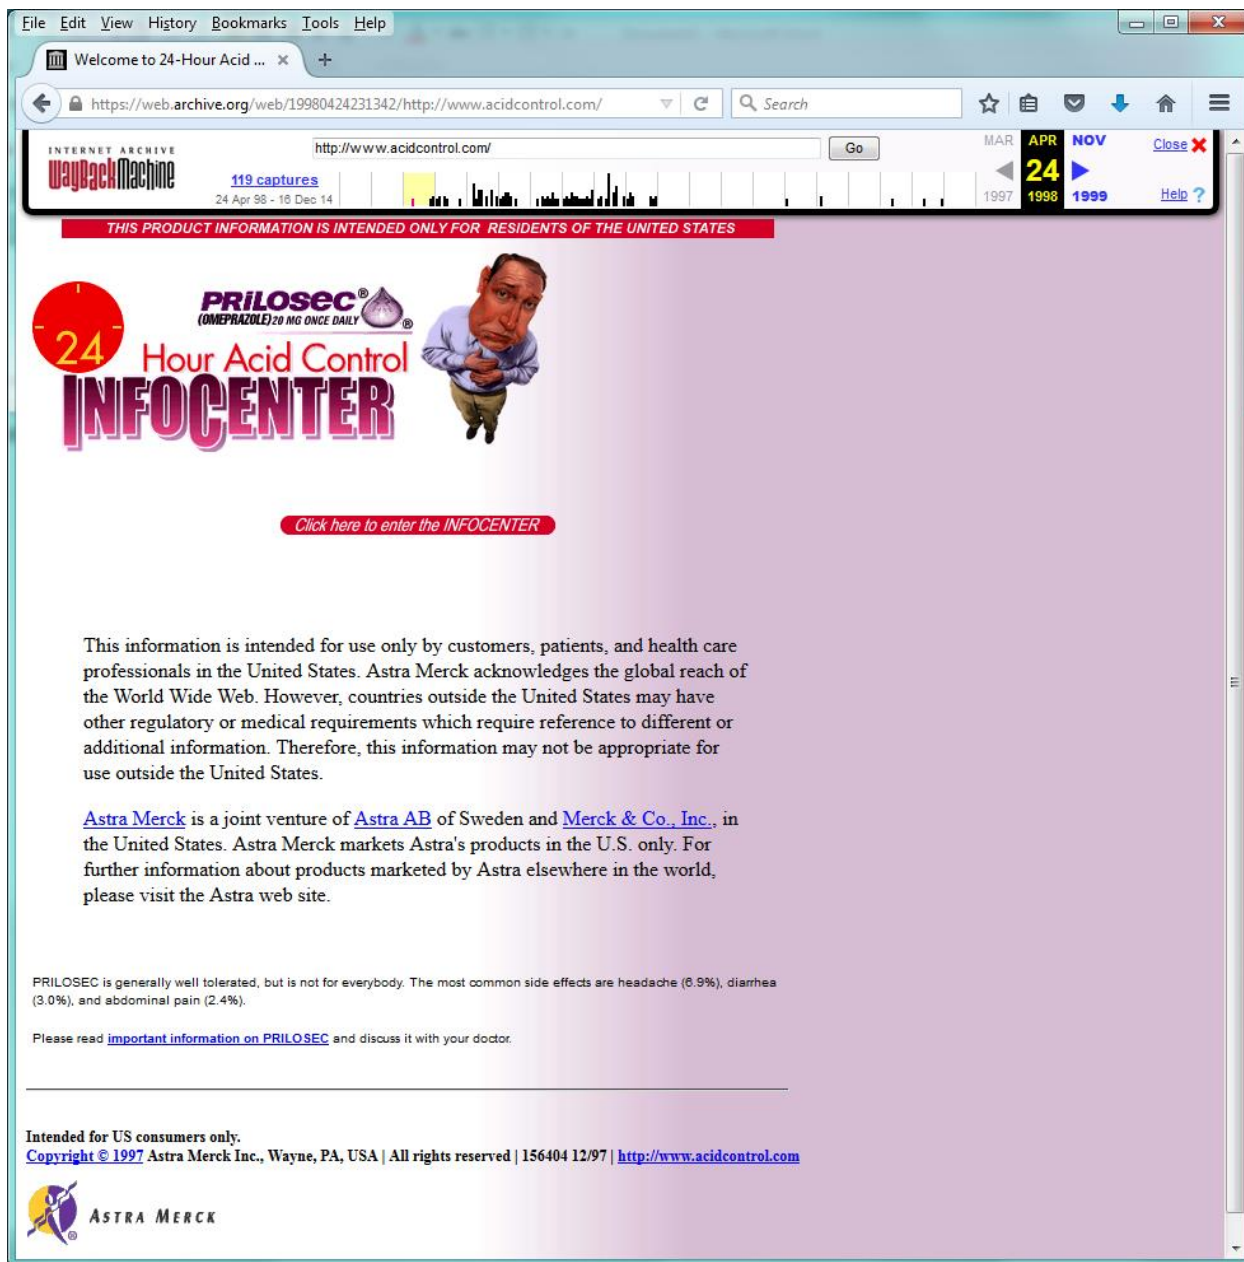 File Edit View History Bookmarks Tools Help
Welcome to 24-Hour Acid ... × +
https://web.archive.org/web/19980424231342/http://www.acidcontrol.com/ Search
INTERNET ARCHIVE
WayBackMachine
http://www.acidcontrol.com/ Go
119 captures
24 Apr 98 - 16 Dec 14
MAR APR NOV
24
1997 1998 1999
Close
Help ?
THIS PRODUCT INFORMATION IS INTENDED ONLY FOR RESIDENTS OF THE UNITED STATES
PRILOSEC®
(OMEPRAZOLE) 20 MG ONCE DAILY ®
24 Hour Acid Control
INFOCENTER
Click here to enter the INFOCENTER
This information is intended for use only by customers, patients, and health care
professionals in the United States. Astra Merck acknowledges the global reach of
the World Wide Web. However, countries outside the United States may have
other regulatory or medical requirements which require reference to different or
additional information. Therefore, this information may not be appropriate for
use outside the United States.
Astra Merck is a joint venture of Astra AB of Sweden and Merck & Co., Inc., in
the United States. Astra Merck markets Astra's products in the U.S. only. For
further information about products marketed by Astra elsewhere in the world,
please visit the Astra web site.
PRILOSEC is generally well tolerated, but is not for everybody. The most common side effects are headache (6.9%), diarrhea
(3.0%), and abdominal pain (2.4%).
Please read important information on PRILOSEC and discuss it with your doctor.
Intended for US consumers only.
Copyright © 1997 Astra Merck Inc., Wayne, PA, USA | All rights reserved | 156404 12/97 | http://www.acidcontrol.com
® ASTRA MERCK